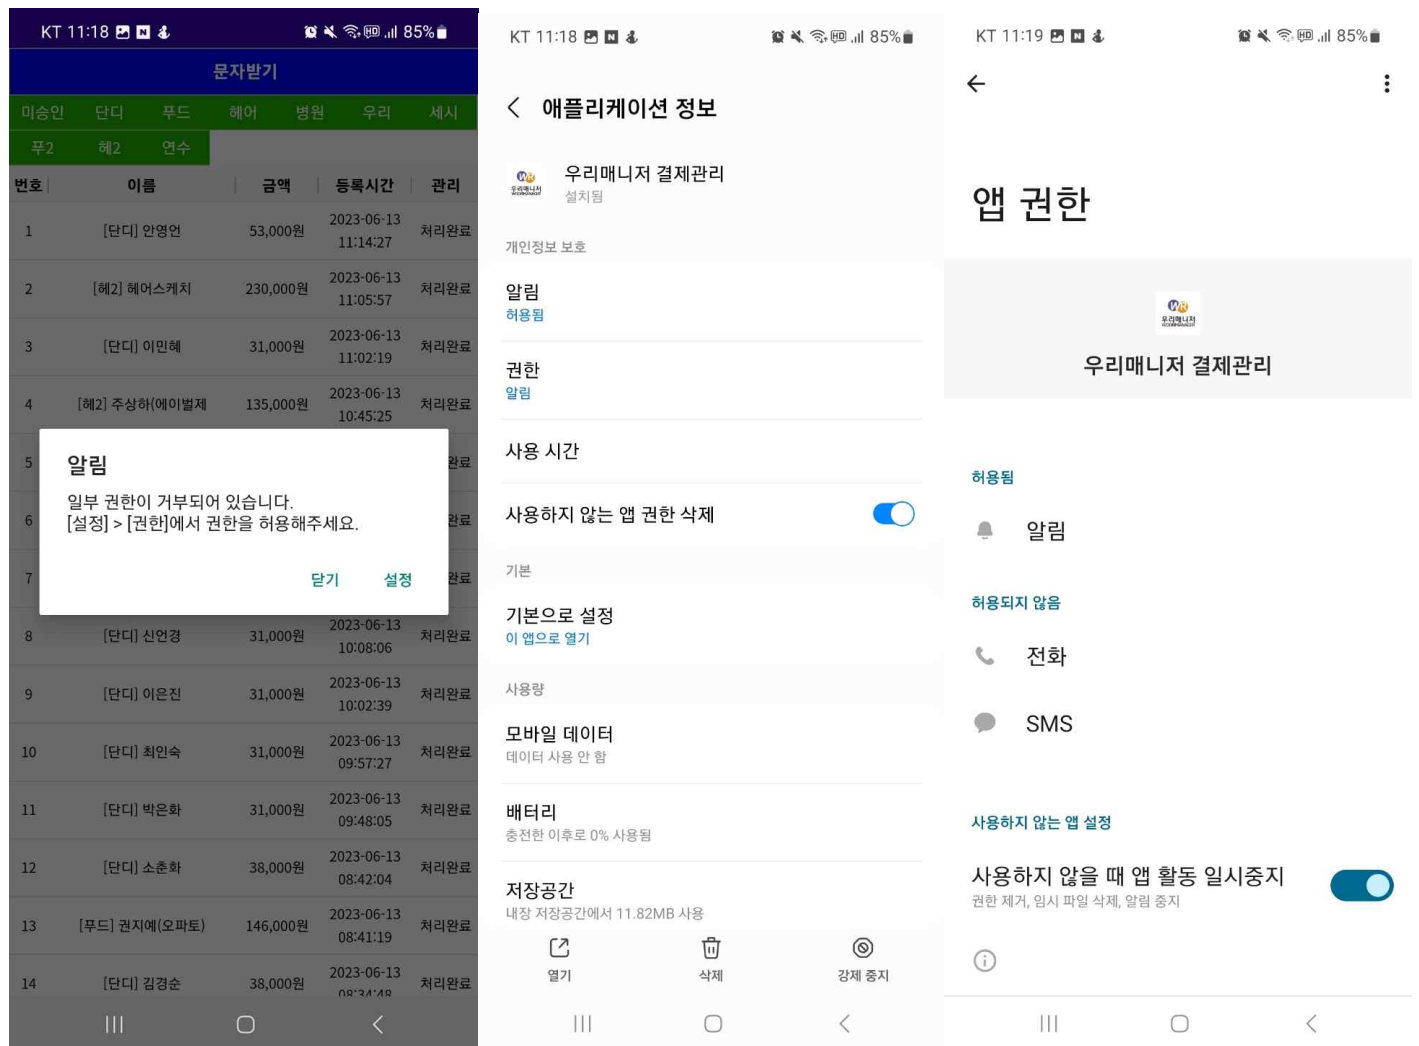 KT 11:18
85%
문자받기
미승인 단디 푸드 헤어 병원 우리 세시
푸2 헤2 연수
번호 이름 금액 등록시간 관리
1 [단디] 안영언 53,000원 2023-06-13 11:14:27 처리완료
2 [헤2] 헤어스케치 230,000원 2023-06-13 11:05:57 처리완료
3 [단디] 이민혜 31,000원 2023-06-13 11:02:19 처리완료
4 [헤2] 주상하(에이벌제 135,000원 2023-06-13 10:45:25 처리완료
5 완료
6 완료
7 완료
알림
일부 권한이 거부되어 있습니다.
[설정] > [권한]에서 권한을 허용해주세요.
닫기 설정
8 [단디] 신언경 31,000원 2023-06-13 10:08:06 처리완료
9 [단디] 이은진 31,000원 2023-06-13 10:02:39 처리완료
10 [단디] 최인숙 31,000원 2023-06-13 09:57:27 처리완료
11 [단디] 박은화 31,000원 2023-06-13 09:48:05 처리완료
12 [단디] 소춘화 38,000원 2023-06-13 08:42:04 처리완료
13 [푸드] 권지예(오파토) 146,000원 2023-06-13 08:41:19 처리완료
14 [단디] 김경순 38,000원 2023-06-13 08:34:48 처리완료
KT 11:18
85%
애플리케이션 정보
우리매니저 결제관리
설치됨
개인정보 보호
알림
허용됨
권한
알림
사용 시간
사용하지 않는 앱 권한 삭제
기본
기본으로 설정
이 앱으로 열기
사용량
모바일 데이터
데이터 사용 안 함
배터리
충전한 이후로 0% 사용됨
저장공간
내장 저장공간에서 11.82MB 사용
열기 삭제 강제 중지
KT 11:19
85%
앱 권한
우리매니저
우리매니저 결제관리
허용됨
알림
허용되지 않음
전화
SMS
사용하지 않는 앱 설정
사용하지 않을 때 앱 활동 일시중지
권한 제거, 임시 파일 삭제, 알림 중지